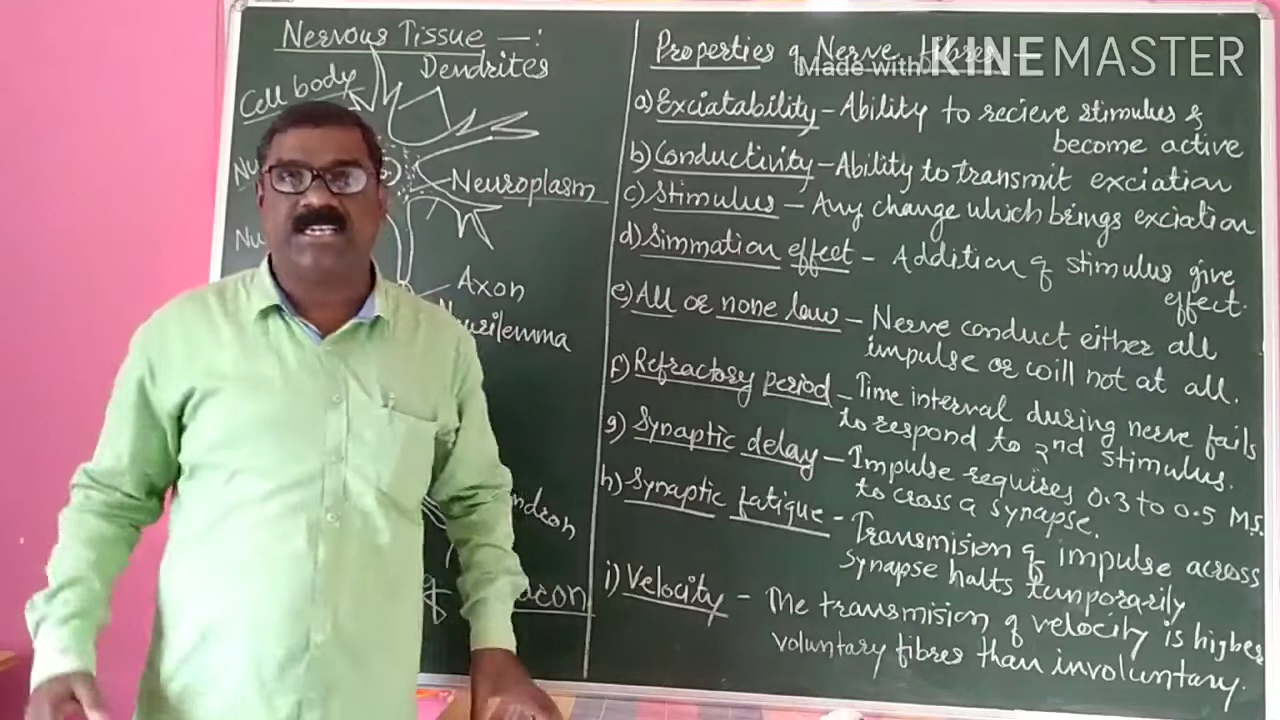 Nervous Tissue —:
Dendrites
Cell body
Neuroplasm
Axon
Properties of Nerve Fibres —
Made with KINEMASTER
a) Exciatability - Ability to recieve stimulus &
become active
b) Conductivity - Ability to transmit exciation
c) Stimulus - Any change which brings exciation
d) Simmation effect - Addition of stimulus give
effect.
e) All or none law - Nerve conduct either all
impulse or will not at all.
f) Refractory period - Time interval during nerve fails
to respond to 2nd stimulus.
g) Synaptic delay - Impulse requires 0.3 to 0.5 M.S.
to cross a synapse.
h) Synaptic fatigue - Transmision of impulse across
synapse halts tunporarily
i) Velocity - The transmision of velocity is higher
voluntary fibres than involuntary.